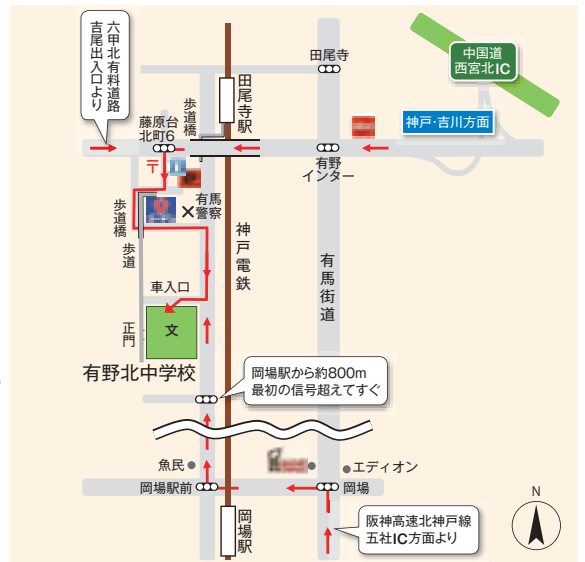 六甲北有料道路
吉尾出入口より
田尾寺
中国道
西宮北IC
田尾寺駅
歩道橋
藤原台
北町6
神戸・吉川方面
〒
有野
インター
有馬
警察
歩道橋
歩道
神戸電鉄
有馬街道
車入口
正門
文
有野北中学校
岡場駅から約800m
最初の信号超えてすぐ
魚民
エディオン
岡場駅前
岡場
岡場駅
阪神高速北神戸線
五社IC方面より
N